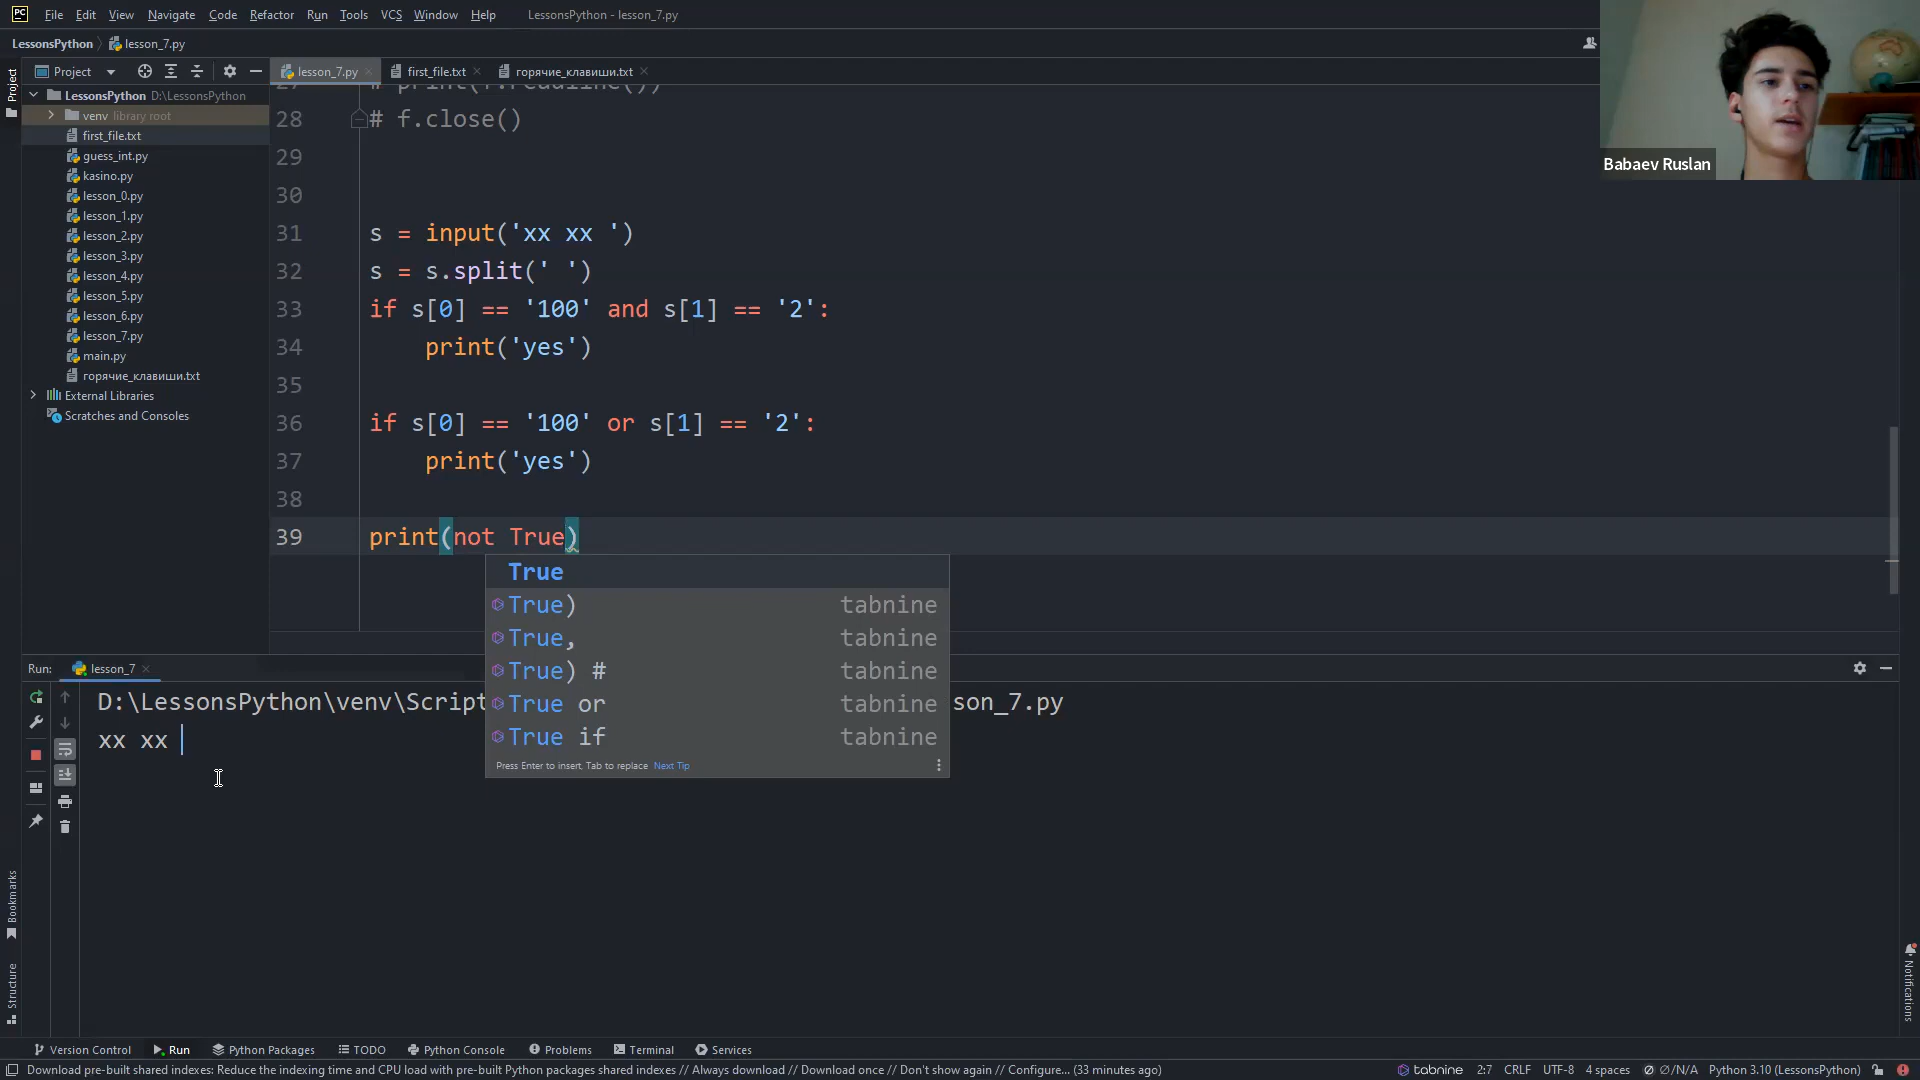 PC File Edit View Navigate Code Refactor Run Tools VCS Window Help LessonsPython - lesson_7.py
LessonsPython lesson_7.py
Project
lesson_7.py first_file.txt горячие_клавиши.txt
LessonsPython D:\LessonsPython
venv library root
first_file.txt
guess_int.py
kasino.py
lesson_0.py
lesson_1.py
lesson_2.py
lesson_3.py
lesson_4.py
lesson_5.py
lesson_6.py
lesson_7.py
main.py
горячие_клавиши.txt
External Libraries
Scratches and Consoles
Project
Babaev Ruslan
27 # print(f.readline())
28 # f.close()
29
30
31 s = input('xx xx ')
32 s = s.split(' ')
33 if s[0] == '100' and s[1] == '2':
34 print('yes')
35
36 if s[0] == '100' or s[1] == '2':
37 print('yes')
38
39 print(not True)
True
True) tabnine
True, tabnine
True) # tabnine
True or tabnine
True if tabnine
Press Enter to insert, Tab to replace Next Tip
Run: lesson_7
D:\LessonsPython\venv\Script son_7.py
xx xx
Bookmarks
Structure
Notifications
Version Control Run Python Packages TODO Python Console Problems Terminal Services
Download pre-built shared indexes: Reduce the indexing time and CPU load with pre-built Python packages shared indexes // Always download // Download once // Don't show again // Configure... (33 minutes ago) tabnine 2:7 CRLF UTF-8 4 spaces ∅/N/A Python 3.10 (LessonsPython)